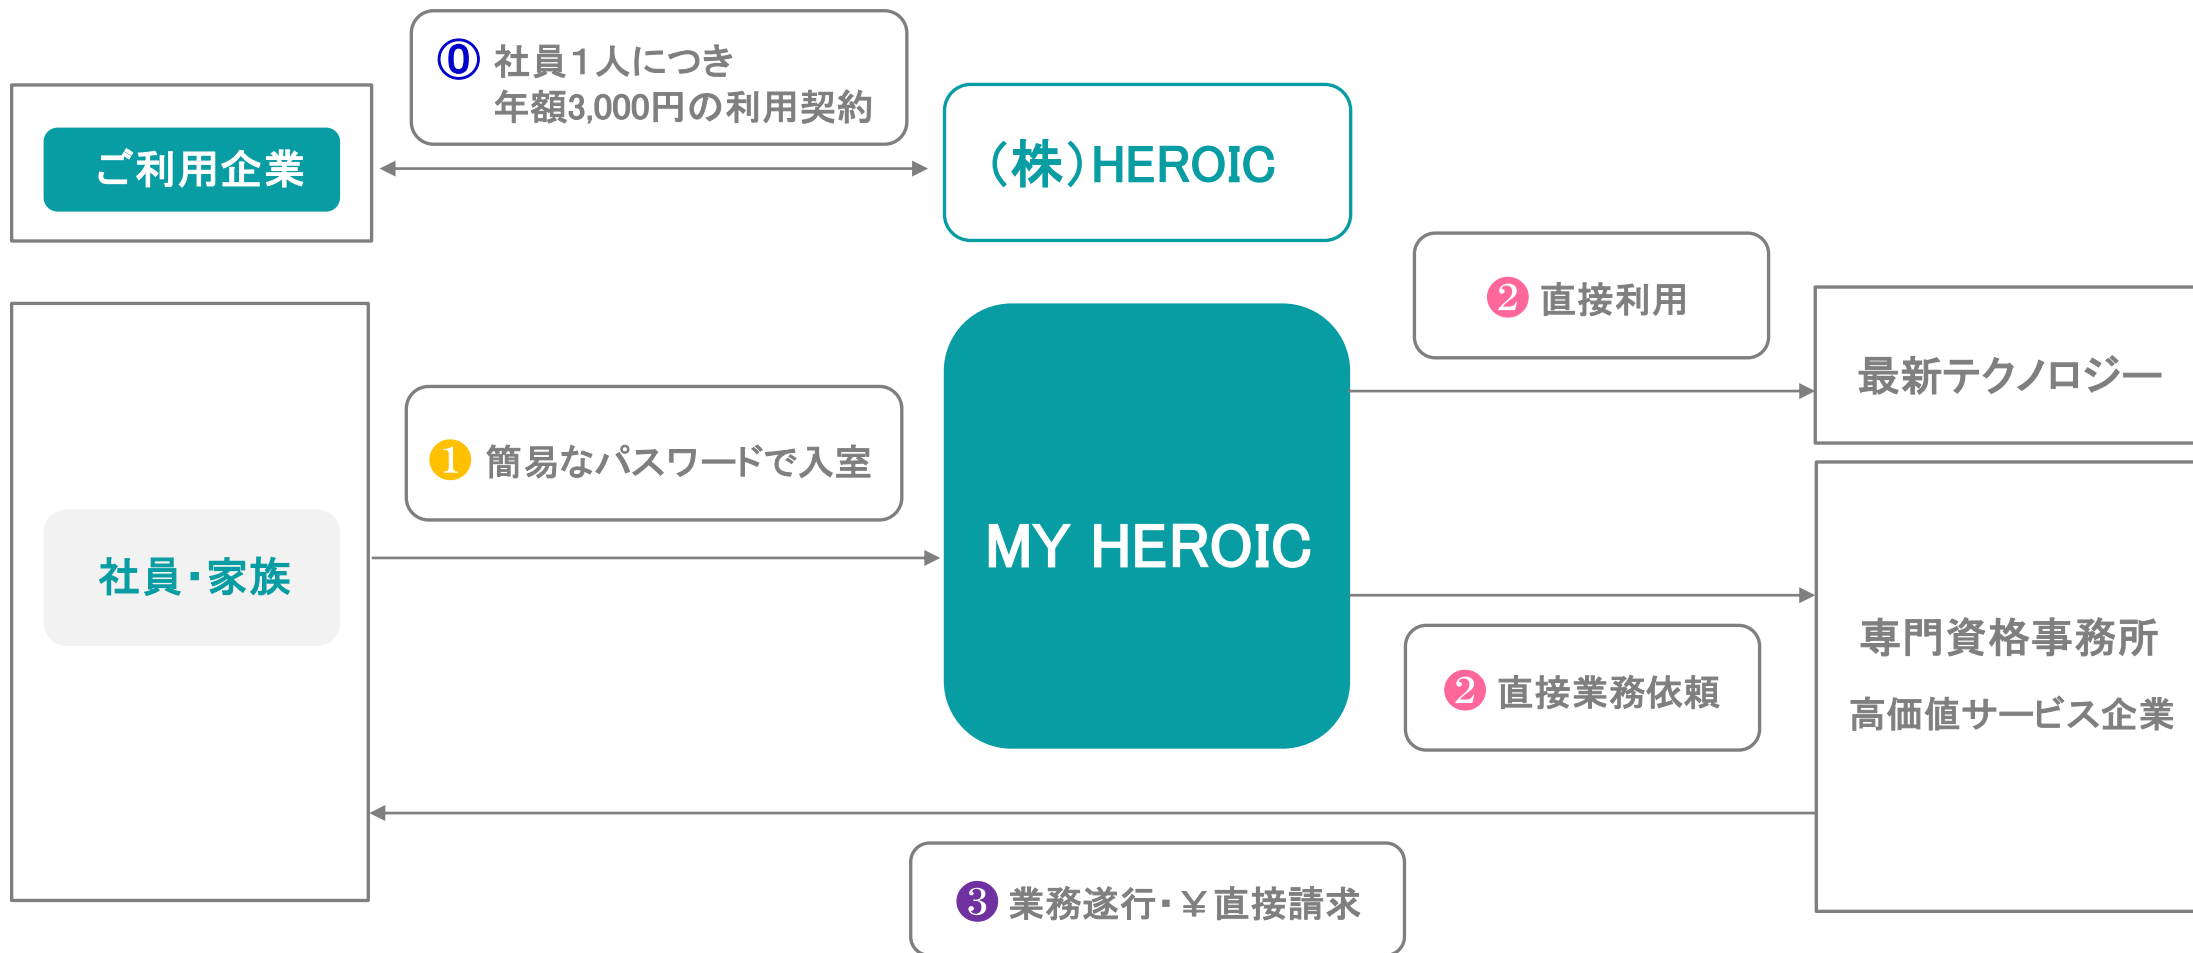 ⓪ 社員１人につき
年額3,000円の利用契約
ご利用企業
（株）HEROIC
❷ 直接利用
最新テクノロジー
❶ 簡易なパスワードで入室
MY HEROIC
社員・家族
専門資格事務所
❷ 直接業務依頼
高価値サービス企業
❸ 業務遂行・￥直接請求